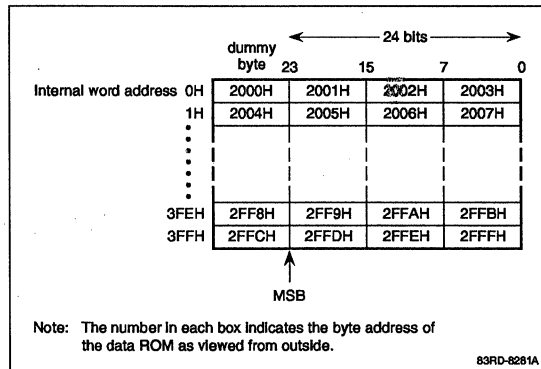 24 bits
dummy
byte 23 15 7 0
Internal word address 0H 2000H 2001H 2002H 2003H
1H 2004H 2005H 2006H 2007H
3FEH 2FF8H 2FF9H 2FFAH 2FFBH
3FFH 2FFCH 2FFDH 2FFEH 2FFFH
MSB
Note: The number in each box indicates the byte address of
the data ROM as viewed from outside.
83RD-8281A